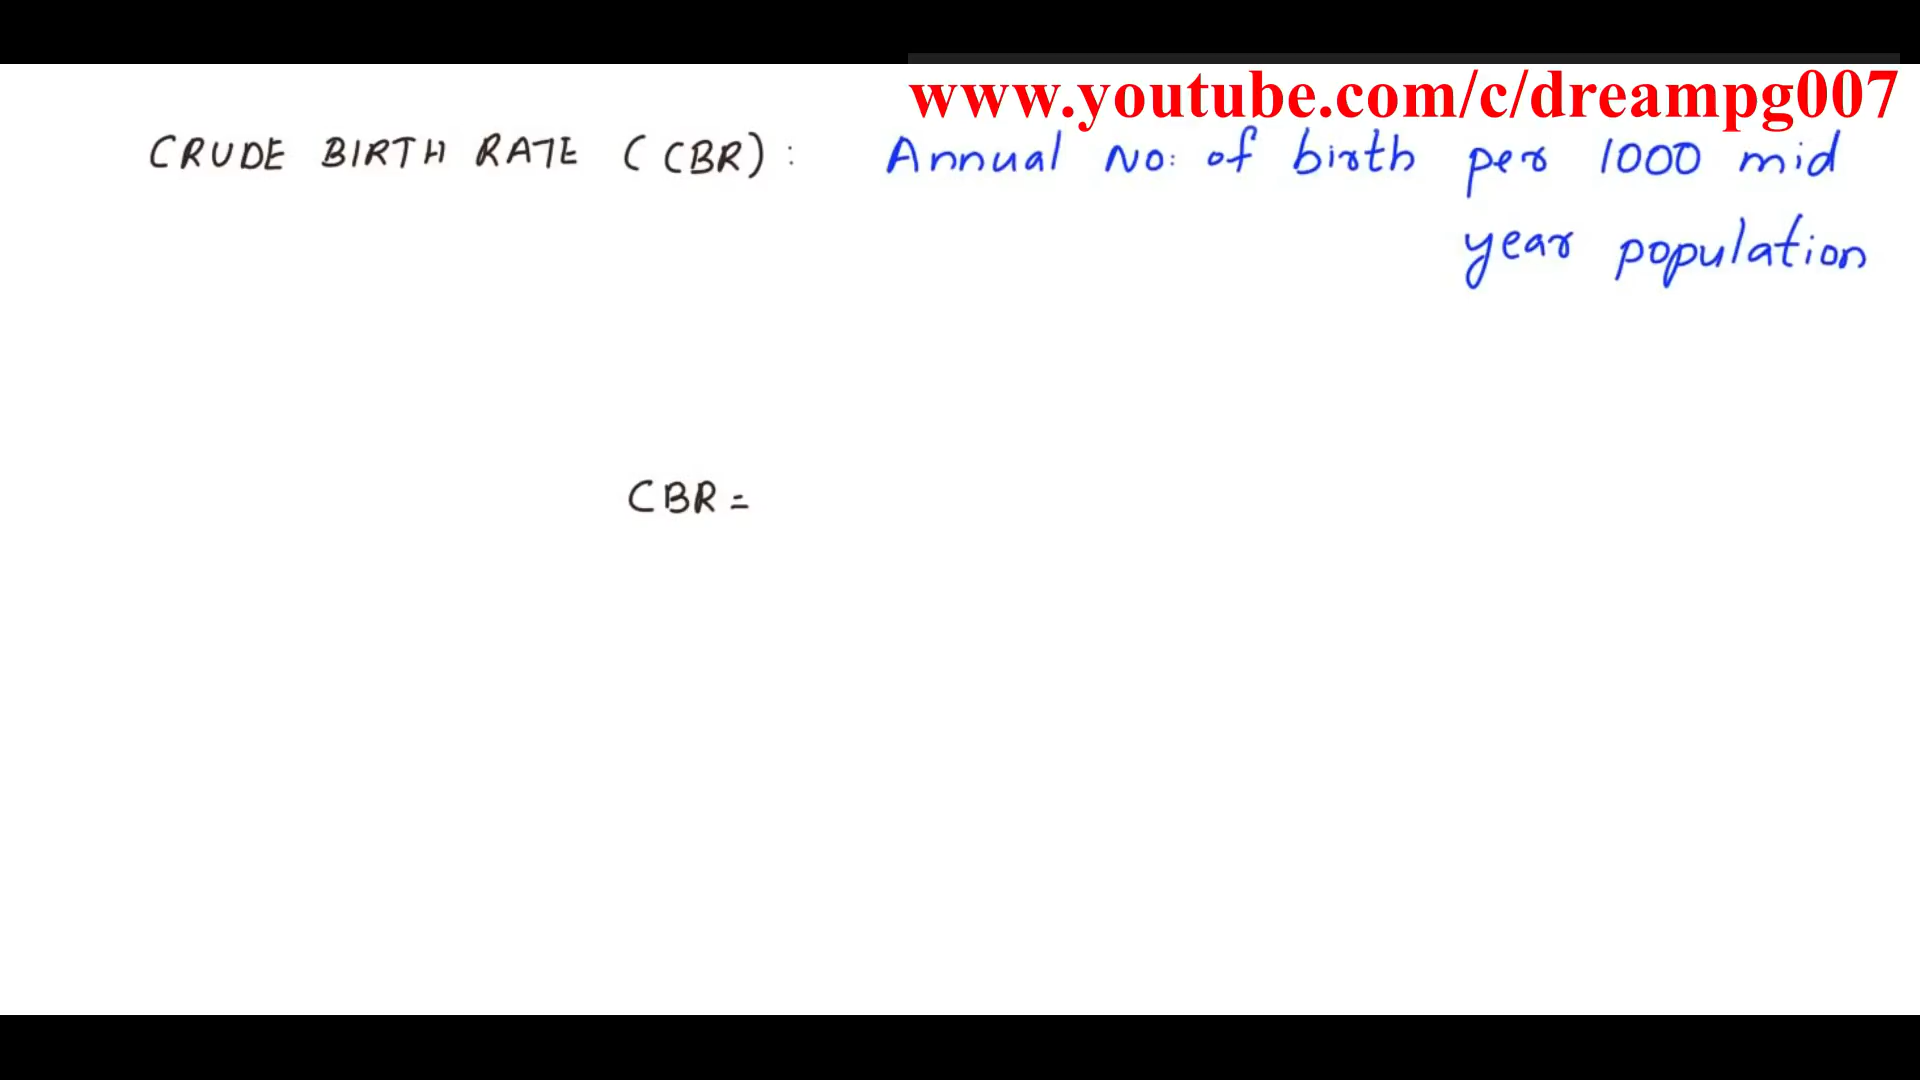 www.youtube.com/c/dreampg007
CRUDE BIRTH RATE (CBR) : Annual No: of birth per 1000 mid
year population
CBR =